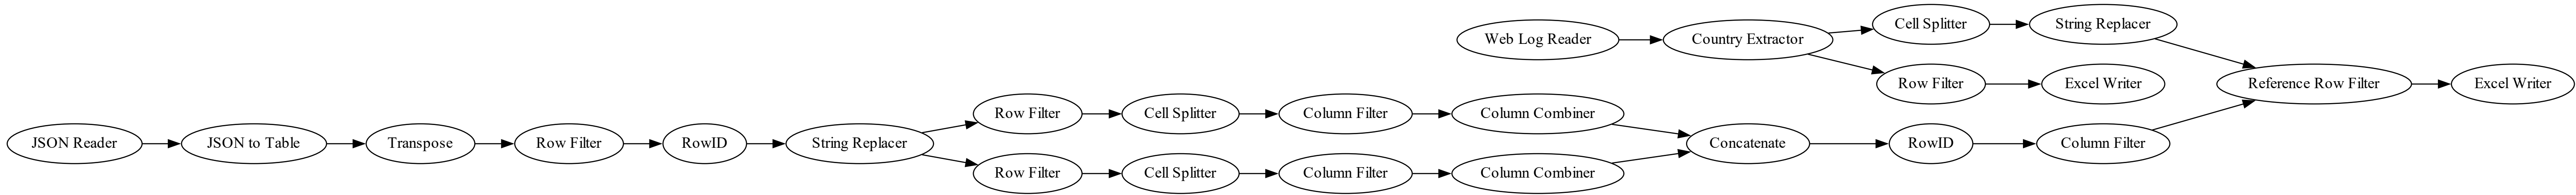 JSON Reader
JSON to Table
Transpose
Row Filter
RowID
String Replacer
Row Filter
Cell Splitter
Column Filter
Column Combiner
Row Filter
Cell Splitter
Column Filter
Column Combiner
Concatenate
RowID
Column Filter
Web Log Reader
Country Extractor
Cell Splitter
String Replacer
Row Filter
Excel Writer
Reference Row Filter
Excel Writer